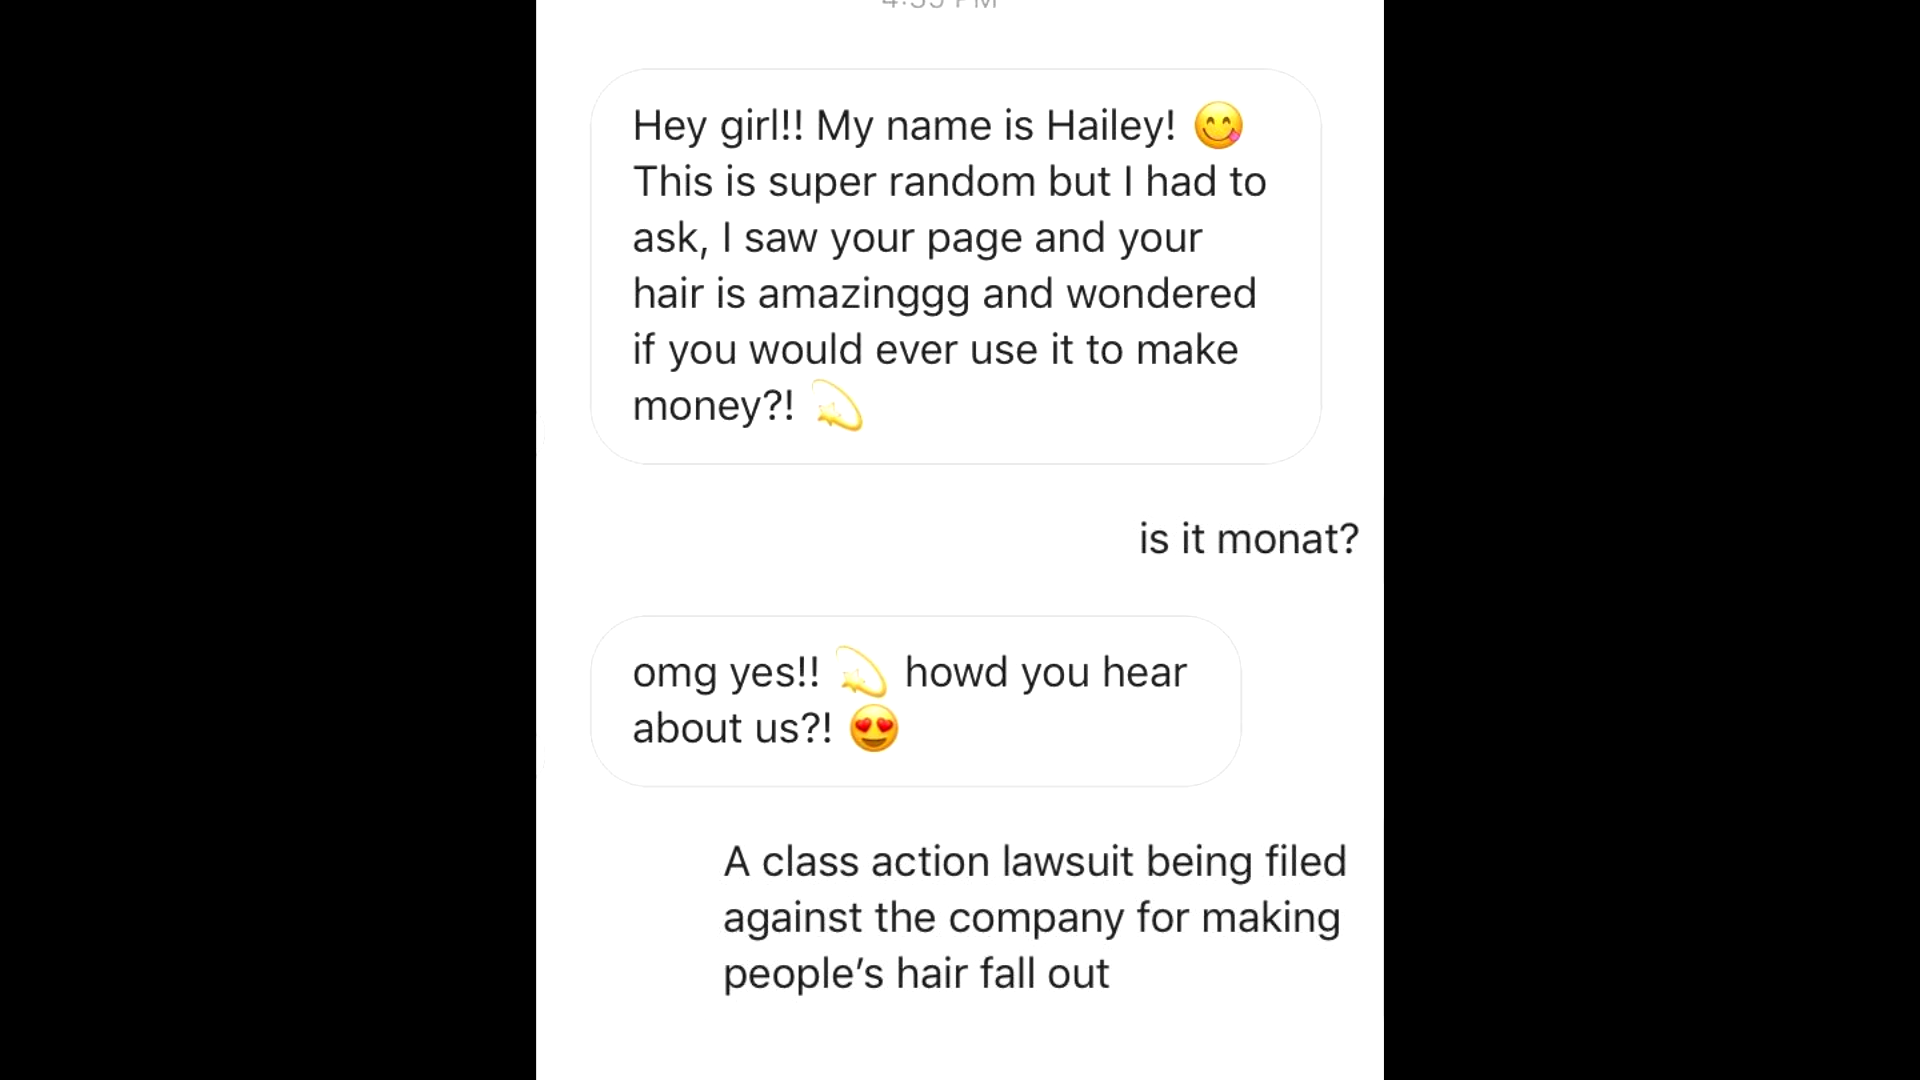 Hey girl!! My name is Hailey! 😋
This is super random but I had to
ask, I saw your page and your
hair is amazinggg and wondered
if you would ever use it to make
money?! 💫
is it monat?
omg yes!! 💫 howd you hear
about us?! 😍
A class action lawsuit being filed
against the company for making
people’s hair fall out